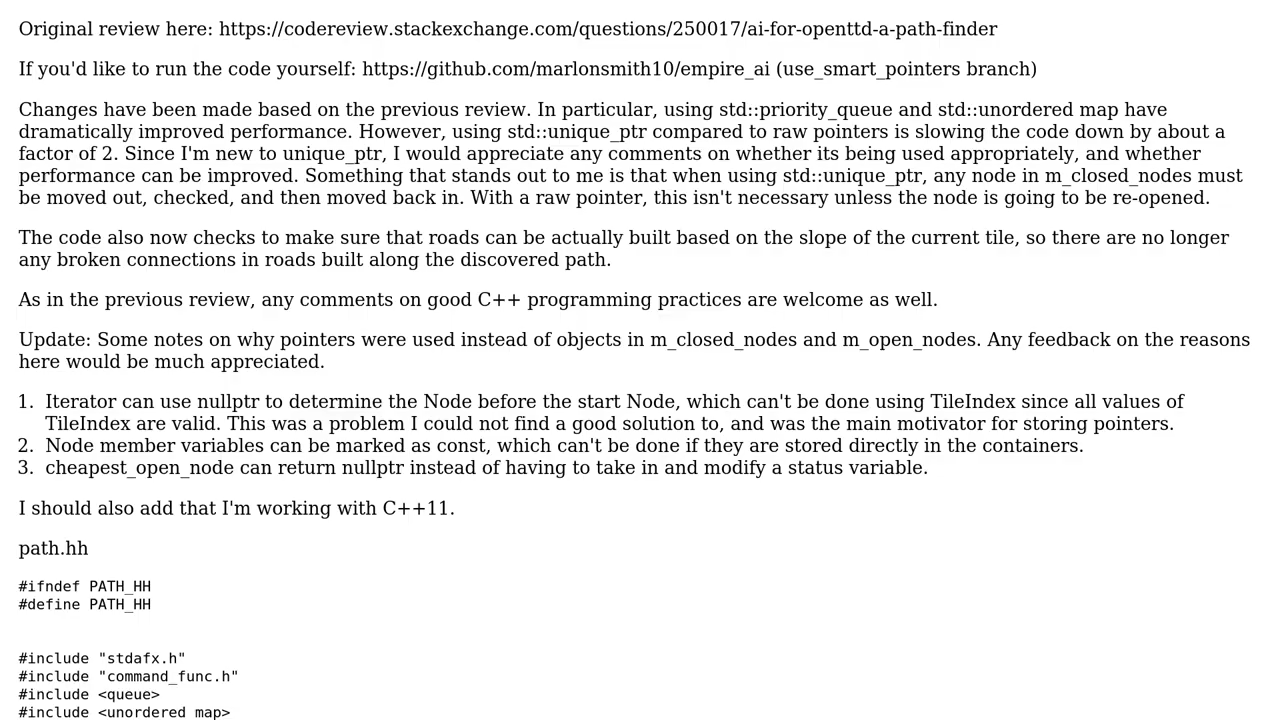 Original review here: https://codereview.stackexchange.com/questions/250017/ai-for-openttd-a-path-finder
If you'd like to run the code yourself: https://github.com/marlonsmith10/empire_ai (use_smart_pointers branch)
Changes have been made based on the previous review. In particular, using std::priority_queue and std::unordered map have
dramatically improved performance. However, using std::unique_ptr compared to raw pointers is slowing the code down by about a
factor of 2. Since I'm new to unique_ptr, I would appreciate any comments on whether its being used appropriately, and whether
performance can be improved. Something that stands out to me is that when using std::unique_ptr, any node in m_closed_nodes must
be moved out, checked, and then moved back in. With a raw pointer, this isn't necessary unless the node is going to be re-opened.
The code also now checks to make sure that roads can be actually built based on the slope of the current tile, so there are no longer
any broken connections in roads built along the discovered path.
As in the previous review, any comments on good C++ programming practices are welcome as well.
Update: Some notes on why pointers were used instead of objects in m_closed_nodes and m_open_nodes. Any feedback on the reasons
here would be much appreciated.
1. Iterator can use nullptr to determine the Node before the start Node, which can't be done using TileIndex since all values of
TileIndex are valid. This was a problem I could not find a good solution to, and was the main motivator for storing pointers.
2. Node member variables can be marked as const, which can't be done if they are stored directly in the containers.
3. cheapest_open_node can return nullptr instead of having to take in and modify a status variable.
I should also add that I'm working with C++11.
path.hh
#ifndef PATH_HH
#define PATH_HH
#include "stdafx.h"
#include "command_func.h"
#include <queue>
#include <unordered_map>